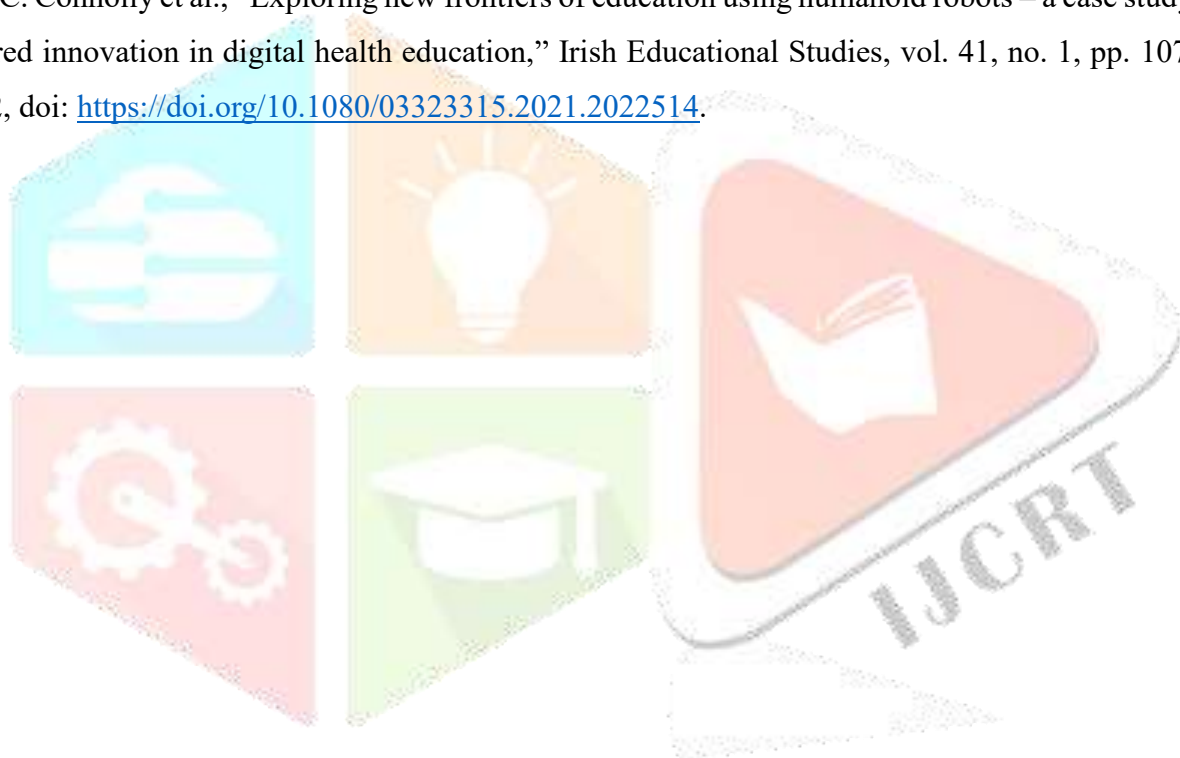 C. Connolly et al., “Exploring new frontiers of education using humanoid robots – a case study
red innovation in digital health education,” Irish Educational Studies, vol. 41, no. 1, pp. 107
, doi: https://doi.org/10.1080/03323315.2021.2022514.
IJCRT